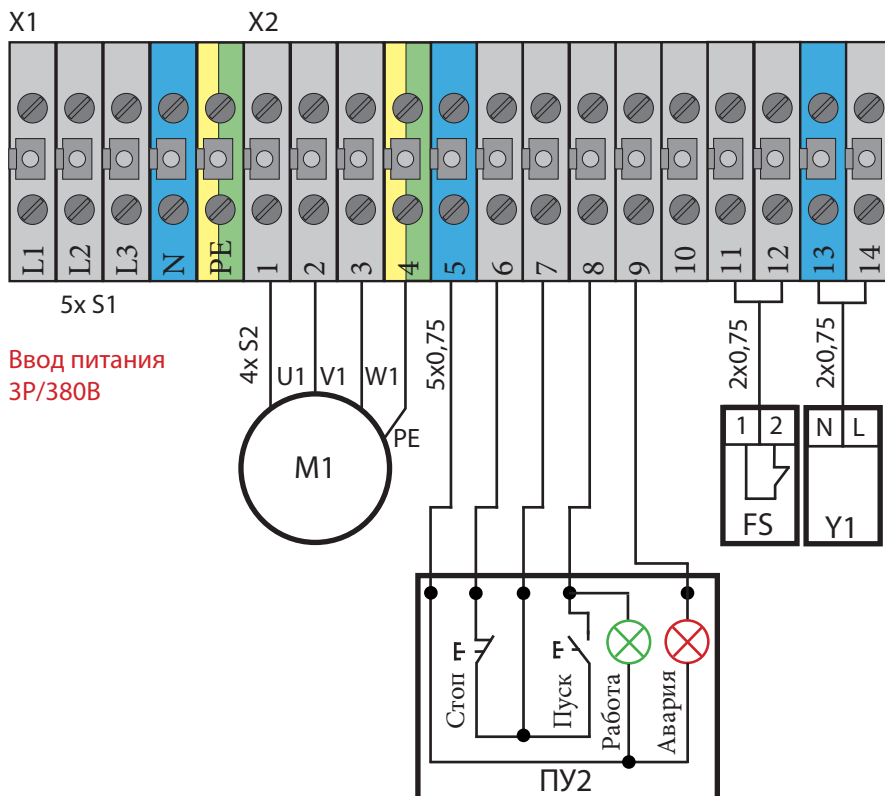 X1 X2
L1 L2 L3 N PE 1 2 3 4 5 6 7 8 9 10 11 12 13 14
5x S1
Ввод питания
3P/380В
4x S2
U1 V1 W1
PE
M1
5x0,75
2x0,75
2x0,75
1 2
FS
N L
Y1
Стоп
Пуск
Работа
Авария
ПУ2